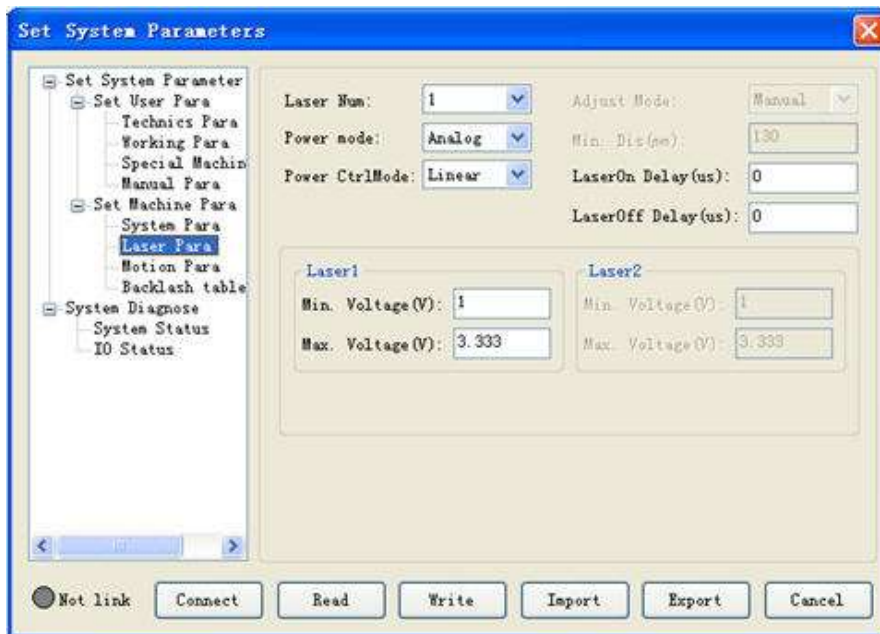 Set System Parameters
Set System Parameter
Set User Para
Technics Para
Working Para
Special Machin
Manual Para
Set Machine Para
System Para
Laser Para
Motion Para
Backlash table
System Diagnose
System Status
IO Status
Laser Num: 1
Power mode: Analog
Power CtrlMode: Linear
Adjust Mode: Manual
Min. Dis(mm): 130
LaserOn Delay(us): 0
LaserOff Delay(us): 0
Laser1
Min. Voltage(V): 1
Max. Voltage(V): 3.333
Laser2
Min. Voltage(V): 1
Max. Voltage(V): 3.333
Not link Connect Read Write Import Export Cancel